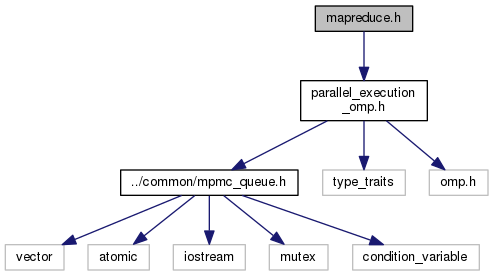 mapreduce.h
parallel_execution
_omp.h
../common/mpmc_queue.h
type_traits
omp.h
vector
atomic
iostream
mutex
condition_variable